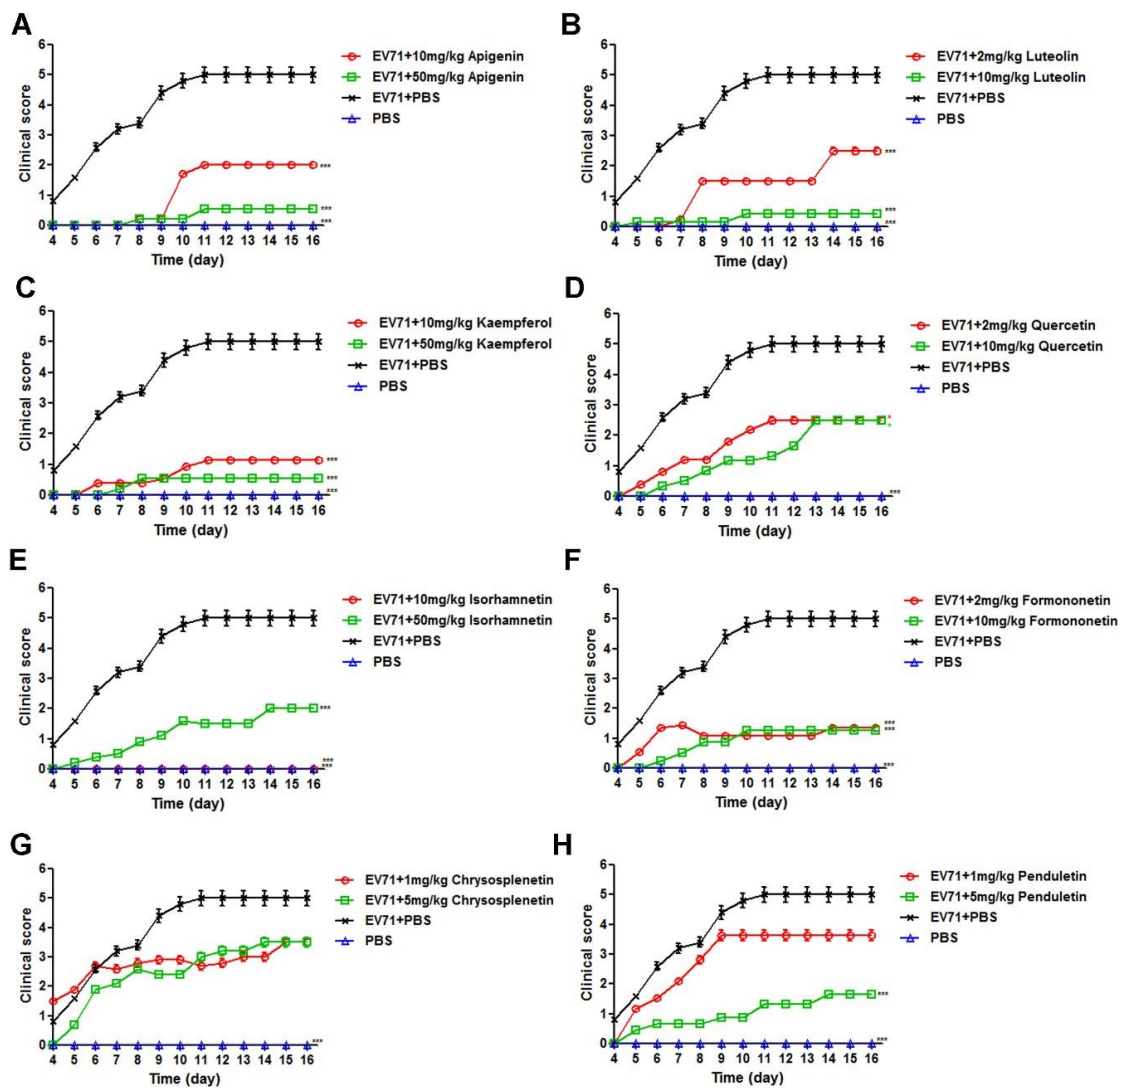 A
Clinical score
6
5
4
3
2
1
0
4 5 6 7 8 9 10 11 12 13 14 15 16
Time (day)
EV71+10mg/kg Apigenin
EV71+50mg/kg Apigenin
EV71+PBS
PBS
***
***
***
B
Clinical score
6
5
4
3
2
1
0
4 5 6 7 8 9 10 11 12 13 14 15 16
Time (day)
EV71+2mg/kg Luteolin
EV71+10mg/kg Luteolin
EV71+PBS
PBS
***
***
***
C
Clinical score
6
5
4
3
2
1
0
4 5 6 7 8 9 10 11 12 13 14 15 16
Time (day)
EV71+10mg/kg Kaempferol
EV71+50mg/kg Kaempferol
EV71+PBS
PBS
***
***
***
D
Clinical score
6
5
4
3
2
1
0
4 5 6 7 8 9 10 11 12 13 14 15 16
Time (day)
EV71+2mg/kg Quercetin
EV71+10mg/kg Quercetin
EV71+PBS
PBS
*
*
***
E
Clinical score
6
5
4
3
2
1
0
4 5 6 7 8 9 10 11 12 13 14 15 16
Time (day)
EV71+10mg/kg Isorhamnetin
EV71+50mg/kg Isorhamnetin
EV71+PBS
PBS
***
***
***
F
Clinical score
6
5
4
3
2
1
0
4 5 6 7 8 9 10 11 12 13 14 15 16
Time (day)
EV71+2mg/kg Formononetin
EV71+10mg/kg Formononetin
EV71+PBS
PBS
***
***
***
G
Clinical score
6
5
4
3
2
1
0
4 5 6 7 8 9 10 11 12 13 14 15 16
Time (day)
EV71+1mg/kg Chrysosplenetin
EV71+5mg/kg Chrysosplenetin
EV71+PBS
PBS
***
H
Clinical score
6
5
4
3
2
1
0
4 5 6 7 8 9 10 11 12 13 14 15 16
Time (day)
EV71+1mg/kg Penduletin
EV71+5mg/kg Penduletin
EV71+PBS
PBS
***
***